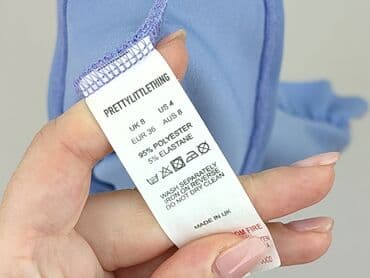 PRETTYLITTLETHING
UK 8 US 4
EUR 36 AUS 8
95% POLYESTER
5% ELASTANE
WASH SEPARATELY
IRON ON REVERSE
DO NOT DRY CLEAN
MADE IN UK
FIRE